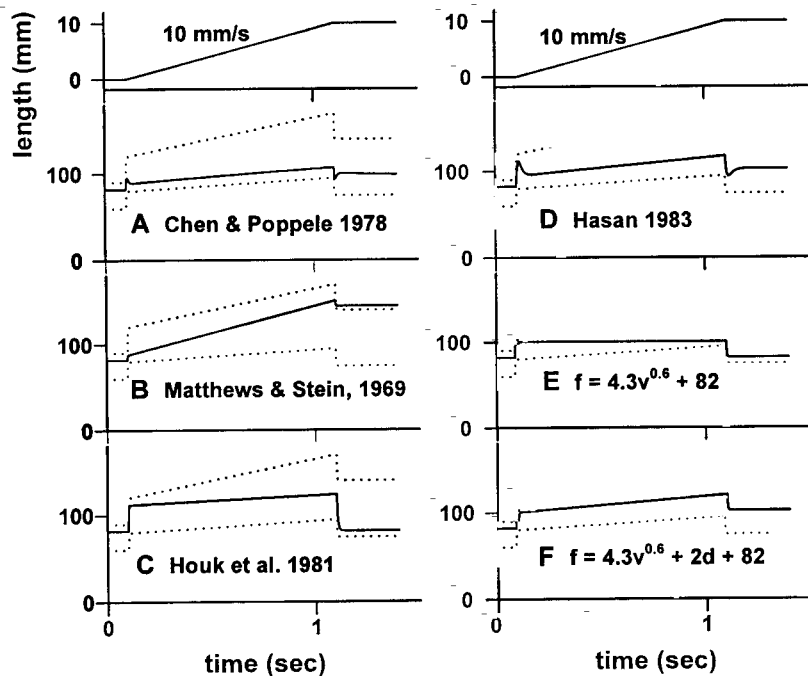 length (mm)
10
0
10 mm/s
100
A Chen & Poppele 1978
0
100
B Matthews & Stein, 1969
0
100
C Houk et al. 1981
0
0
1
time (sec)
10
0
10 mm/s
100
D Hasan 1983
0
100
E f = 4.3v^0.6 + 82
0
100
F f = 4.3v^0.6 + 2d + 82
0
0
1
time (sec)